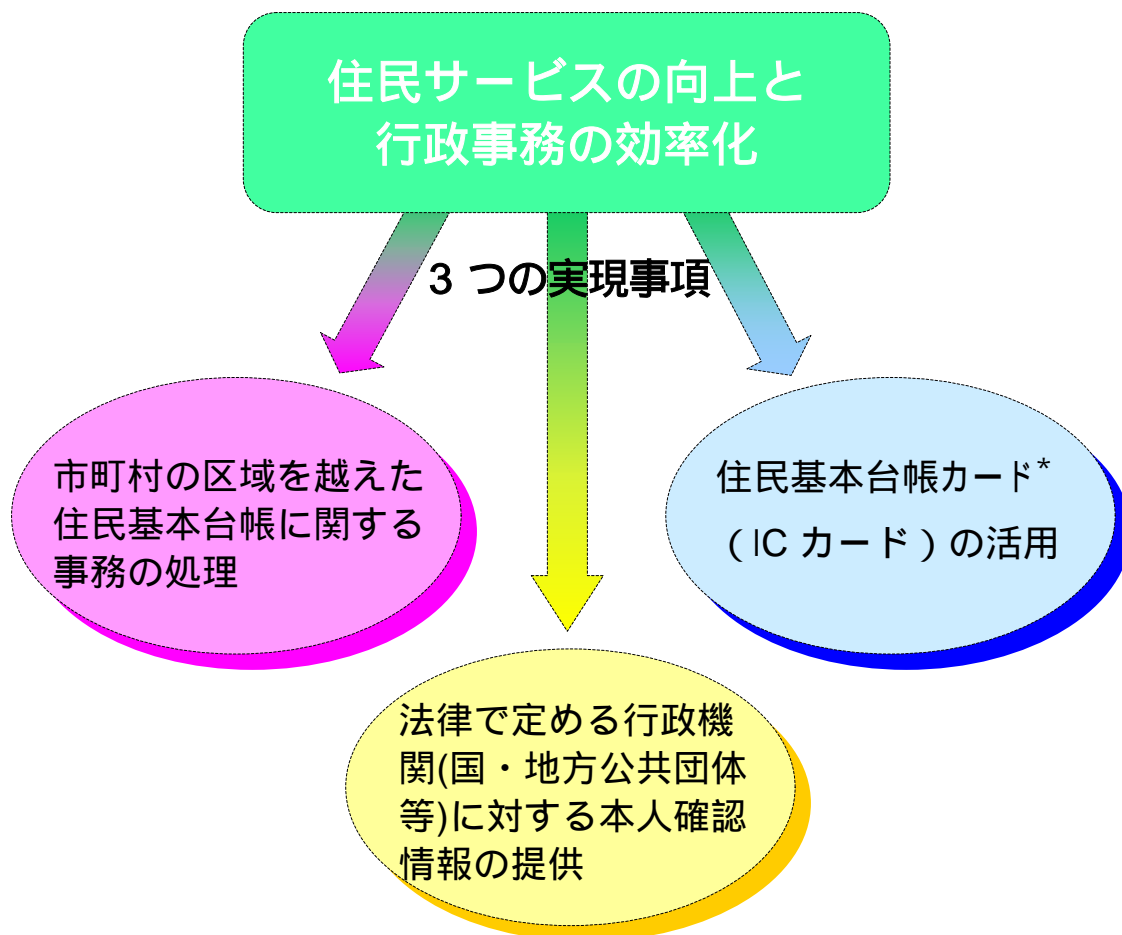 住民サービスの向上と
行政事務の効率化
3 つの実現事項
市町村の区域を越えた
住民基本台帳に関する
事務の処理
住民基本台帳カード*
（IC カード）の活用
法律で定める行政機
関(国・地方公共団体
等)に対する本人確認
情報の提供